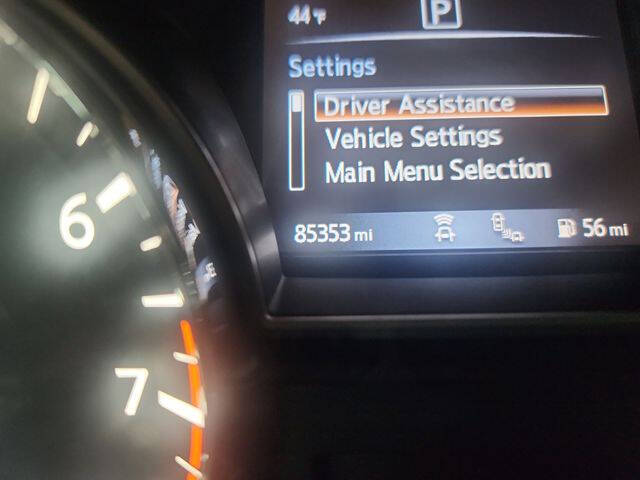 44°F
P
Settings
Driver Assistance
Vehicle Settings
Main Menu Selection
85353 mi
56 mi
6
7